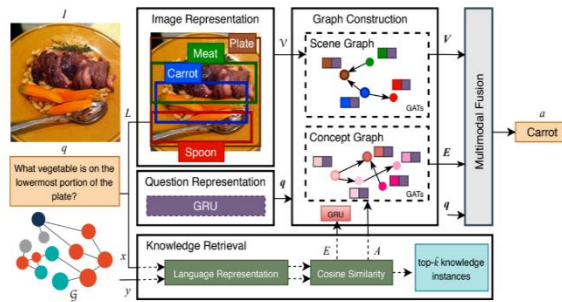 I
q
What vegetable is on the
lowermost portion of the
plate?
𝒢
L
x
y
Image Representation
Plate
Meat
Carrot
Spoon
Question Representation
GRU
𝒱
q
Graph Construction
Scene Graph
GATs
Concept Graph
GATs
GRU
E
A
Knowledge Retrieval
Language Representation
Cosine Similarity
top-k knowledge
instances
V
E
q
Multimodal Fusion
a
Carrot